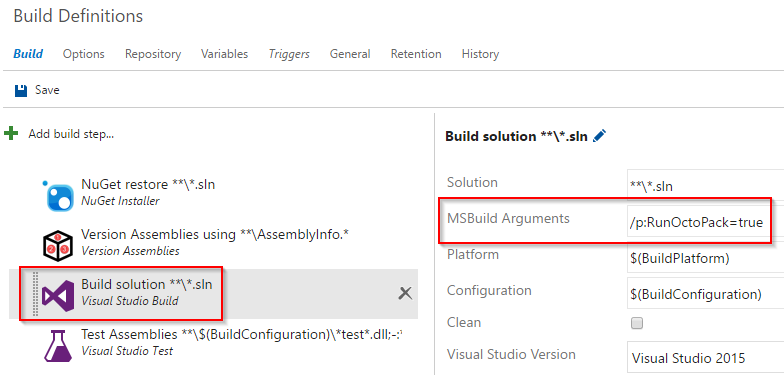 Build Definitions
Build Options Repository Variables Triggers General Retention History
Save
Add build step...
NuGet restore **\*.sln
NuGet Installer
Version Assemblies using **\AssemblyInfo.*
Version Assemblies
Build solution **\*.sln
Visual Studio Build
Test Assemblies **\$(BuildConfiguration)\*test*.dll;-:
Visual Studio Test
Build solution **\*.sln
Solution **\*.sln
MSBuild Arguments /p:RunOctoPack=true
Platform $(BuildPlatform)
Configuration $(BuildConfiguration)
Clean
Visual Studio Version Visual Studio 2015